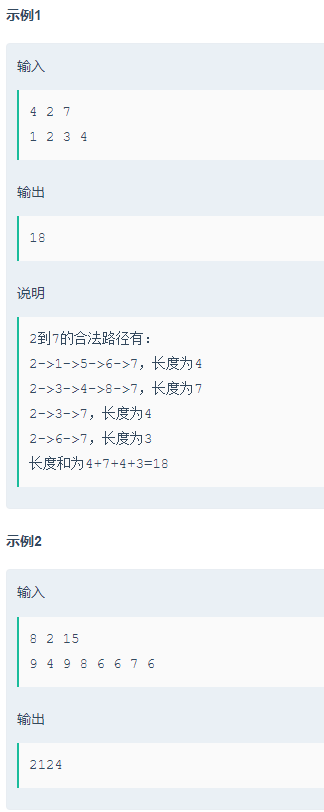 示例1
输入
4 2 7
1 2 3 4
输出
18
说明
2到7的合法路径有:
2->1->5->6->7，长度为4
2->3->4->8->7，长度为7
2->3->7，长度为4
2->6->7，长度为3
长度和为4+7+4+3=18
示例2
输入
8 2 15
9 4 9 8 6 6 7 6
输出
2124